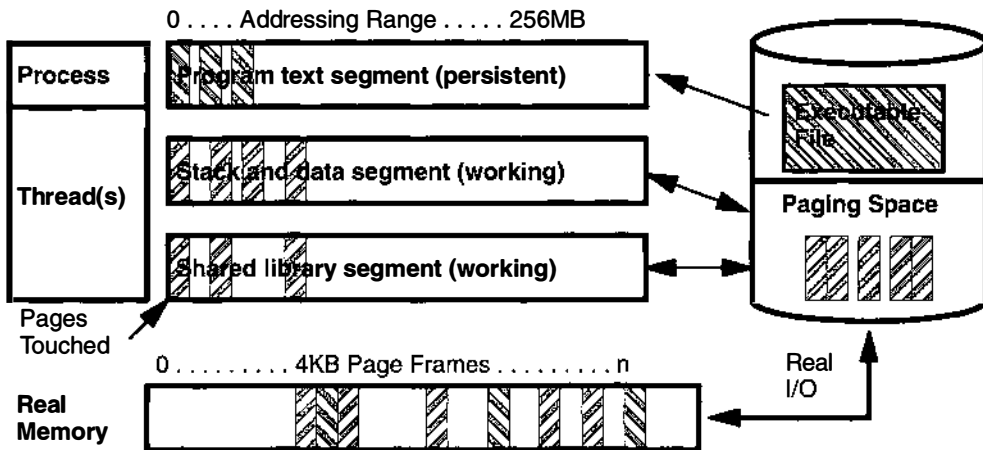 0 . . . . Addressing Range . . . . . 256MB
Process
Program text segment (persistent)
Executable
File
Thread(s)
Stack and data segment (working)
Paging Space
Shared library segment (working)
Pages
Touched
0 . . . . . . . . . 4KB Page Frames . . . . . . . . . n
Real
I/O
Real
Memory